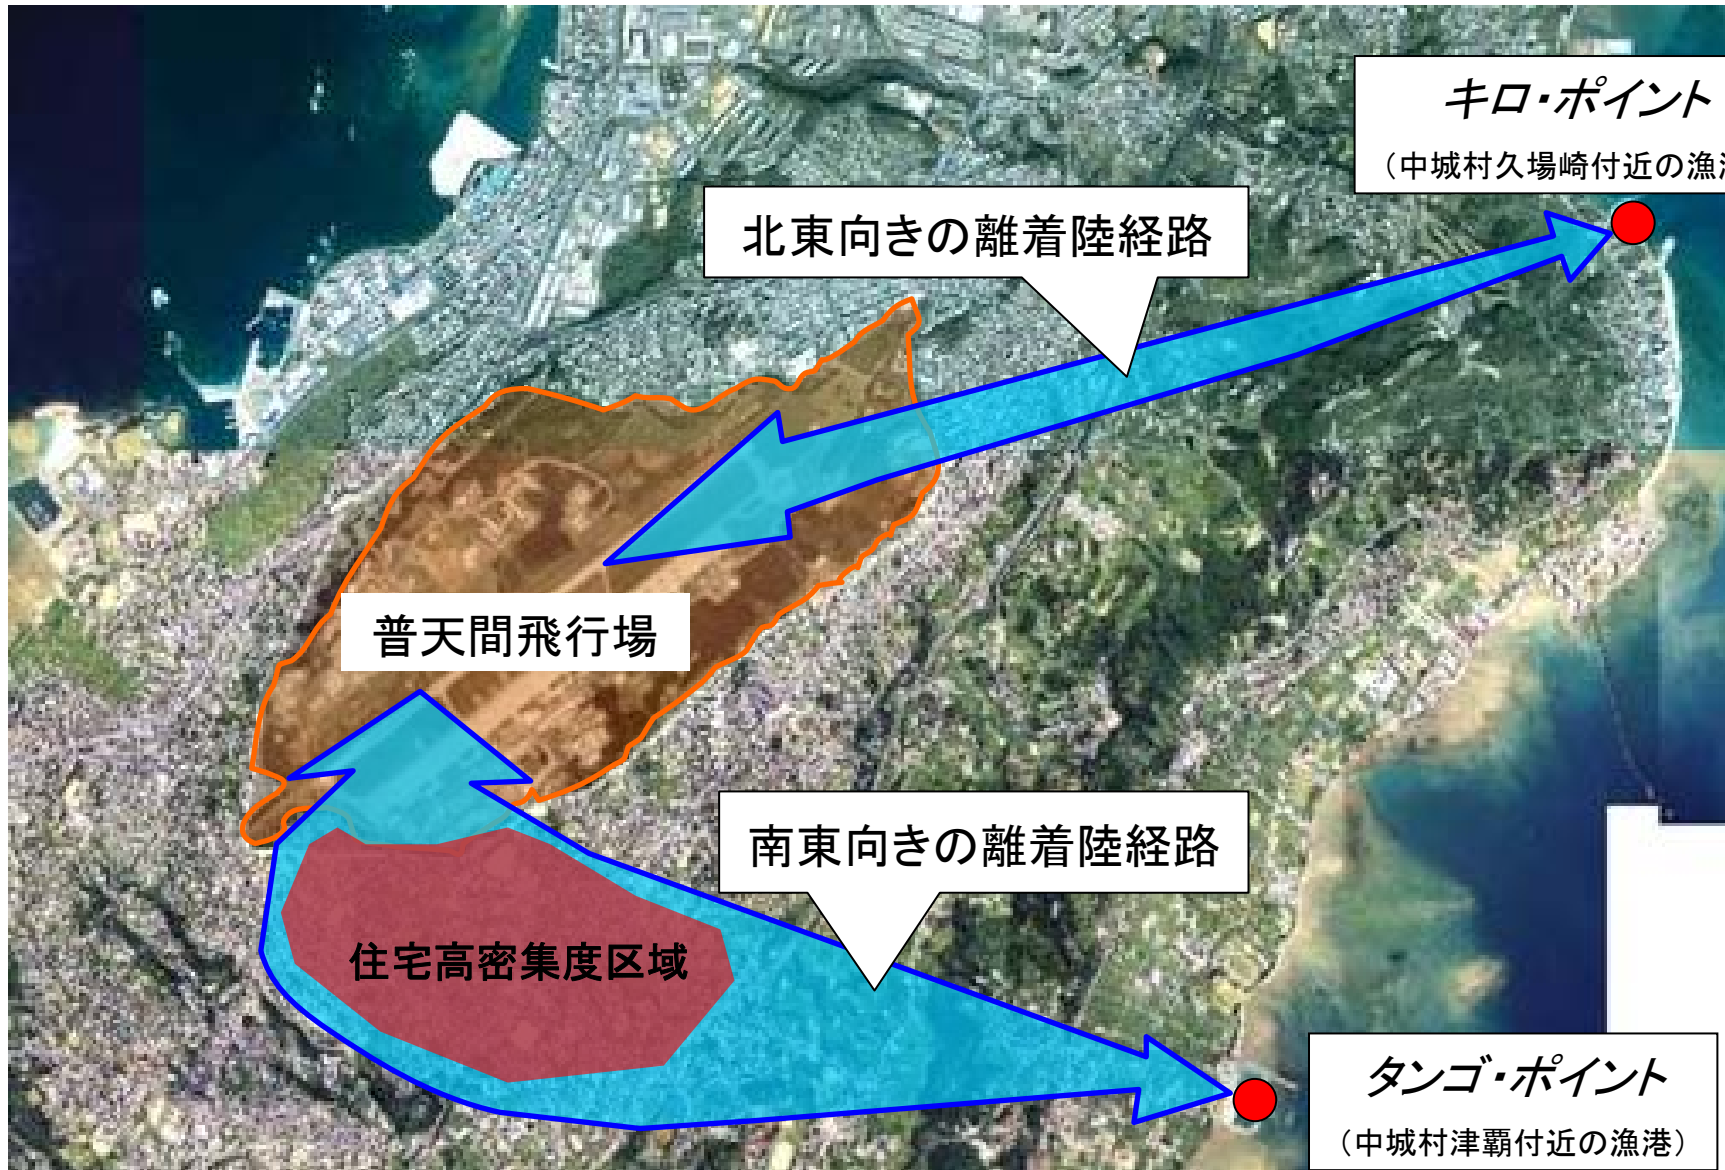 キロ・ポイント
（中城村久場崎付近の漁
北東向きの離着陸経路
普天間飛行場
南東向きの離着陸経路
住宅高密集度区域
タンゴ・ポイント
（中城村津覇付近の漁港）